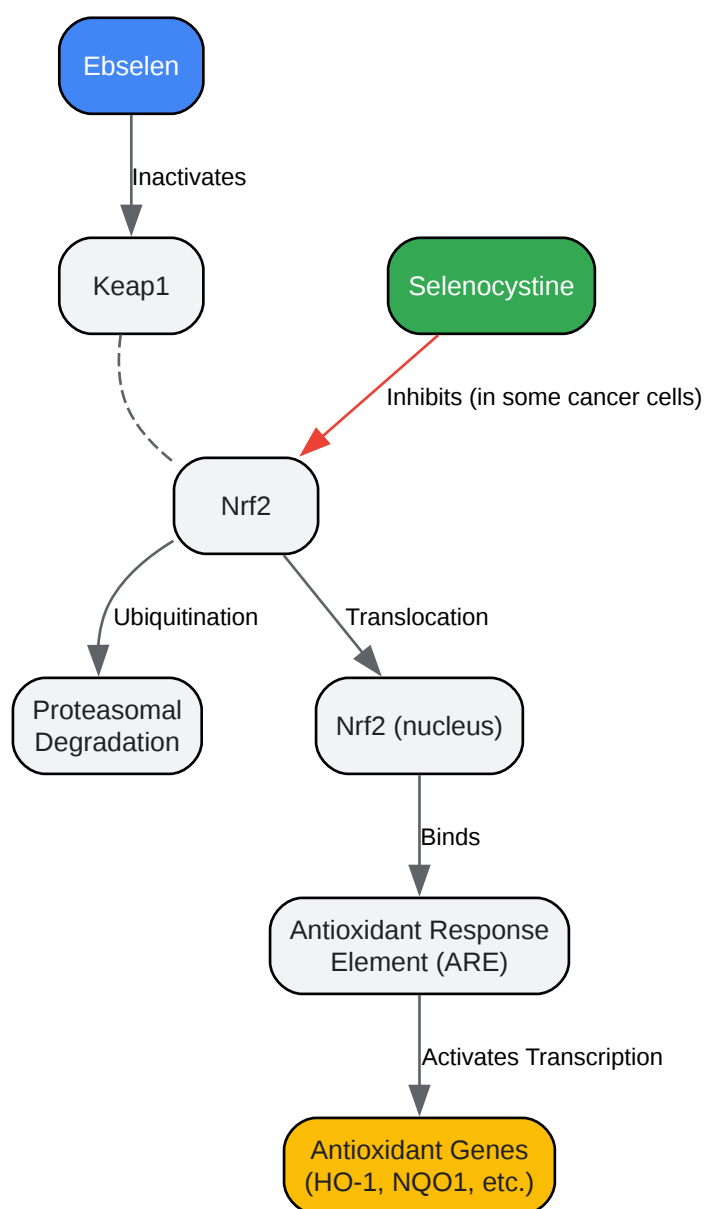 Ebselen
Inactivates
Keap1
Selenocystine
Inhibits (in some cancer cells)
Nrf2
Ubiquitination
Translocation
Proteasomal
Degradation
Nrf2 (nucleus)
Binds
Antioxidant Response
Element (ARE)
Activates Transcription
Antioxidant Genes
(HO-1, NQO1, etc.)